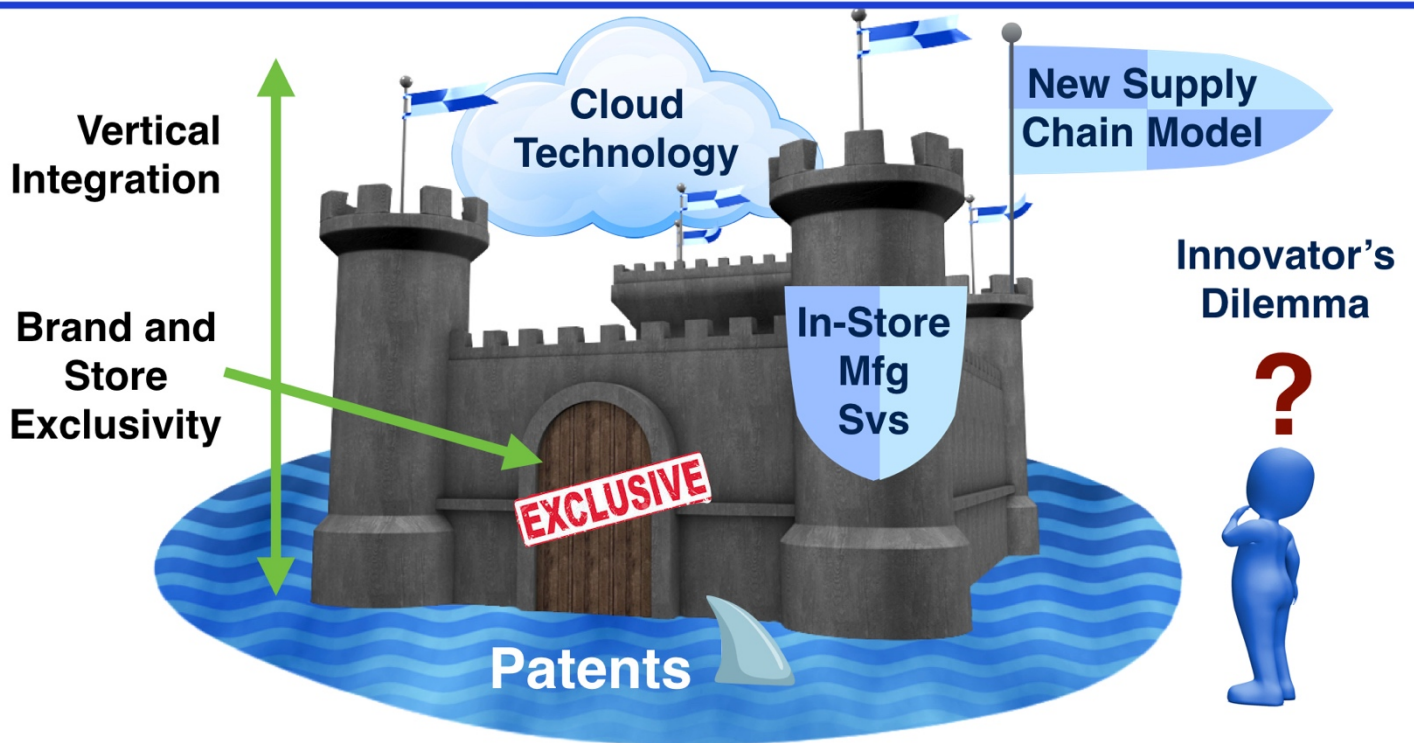 Vertical
Integration
Brand and
Store
Exclusivity
Cloud
Technology
New Supply
Chain Model
In-Store
Mfg
Svs
Innovator’s
Dilemma
?
EXCLUSIVE
Patents